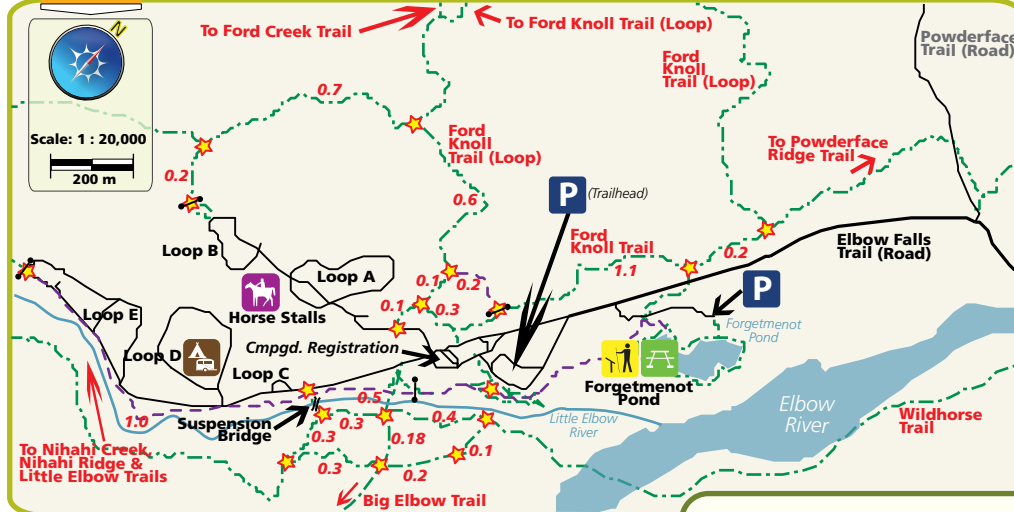 N
Scale: 1 : 20,000
200 m
To Ford Creek Trail
To Ford Knoll Trail (Loop)
Powderface
Trail (Road)
Ford
Knoll
Trail (Loop)
0.7
Ford
Knoll
Trail (Loop)
To Powderface
Ridge Trail
0.2
0.6
P
(Trailhead)
Loop B
Ford
Knoll Trail
0.2
Elbow Falls
Trail (Road)
Loop A
1.1
0.1
0.2
P
Horse Stalls
0.1
0.3
Loop E
Forgetmenot
Pond
Loop D
Cmpgd. Registration
Loop C
Forgetmenot
Pond
0.5
Elbow
River
1.0
Suspension
Bridge
0.3
0.4
Little Elbow
River
Wildhorse
Trail
0.3
0.18
0.1
To Nihahi Creek,
Nihahi Ridge &
Little Elbow Trails
0.3
0.2
Big Elbow Trail